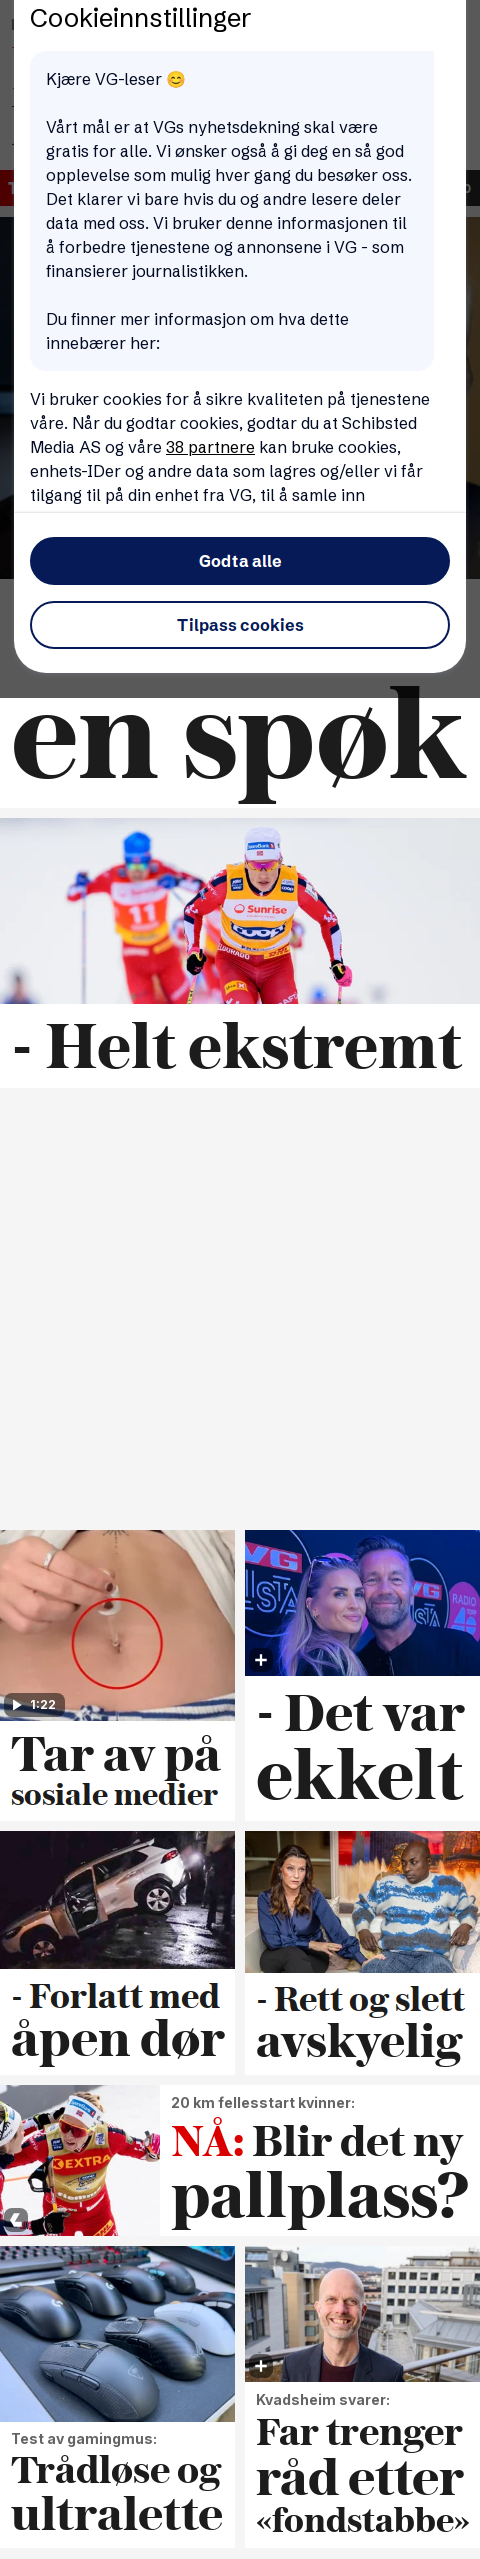 Cookieinnstillinger
Kjære VG-leser 😊
Vårt mål er at VGs nyhetsdekning skal være
gratis for alle. Vi ønsker også å gi deg en så god
opplevelse som mulig hver gang du besøker oss.
Det klarer vi bare hvis du og andre lesere deler
data med oss. Vi bruker denne informasjonen til
å forbedre tjenestene og annonsene i VG - som
finansierer journalistikken.
Du finner mer informasjon om hva dette
innebærer her:
Vi bruker cookies for å sikre kvaliteten på tjenestene
våre. Når du godtar cookies, godtar du at Schibsted
Media AS og våre 38 partnere kan bruke cookies,
enhets-IDer og andre data som lagres og/eller vi får
tilgang til på din enhet fra VG, til å samle inn
Godta alle
Tilpass cookies
en spøk
11
Sunrise
coop
- Helt ekstremt
1:22
Tar av på
sosiale medier
VG
RADIO
- Det var
ekkelt
- Forlatt med
åpen dør
- Rett og slett
avskyelig
EXTRA
20 km fellesstart kvinner:
NÅ: Blir det ny
pallplass?
Test av gamingmus:
Trådløse og
ultralette
Kvadsheim svarer:
Far trenger
råd etter
«fondstabbe»